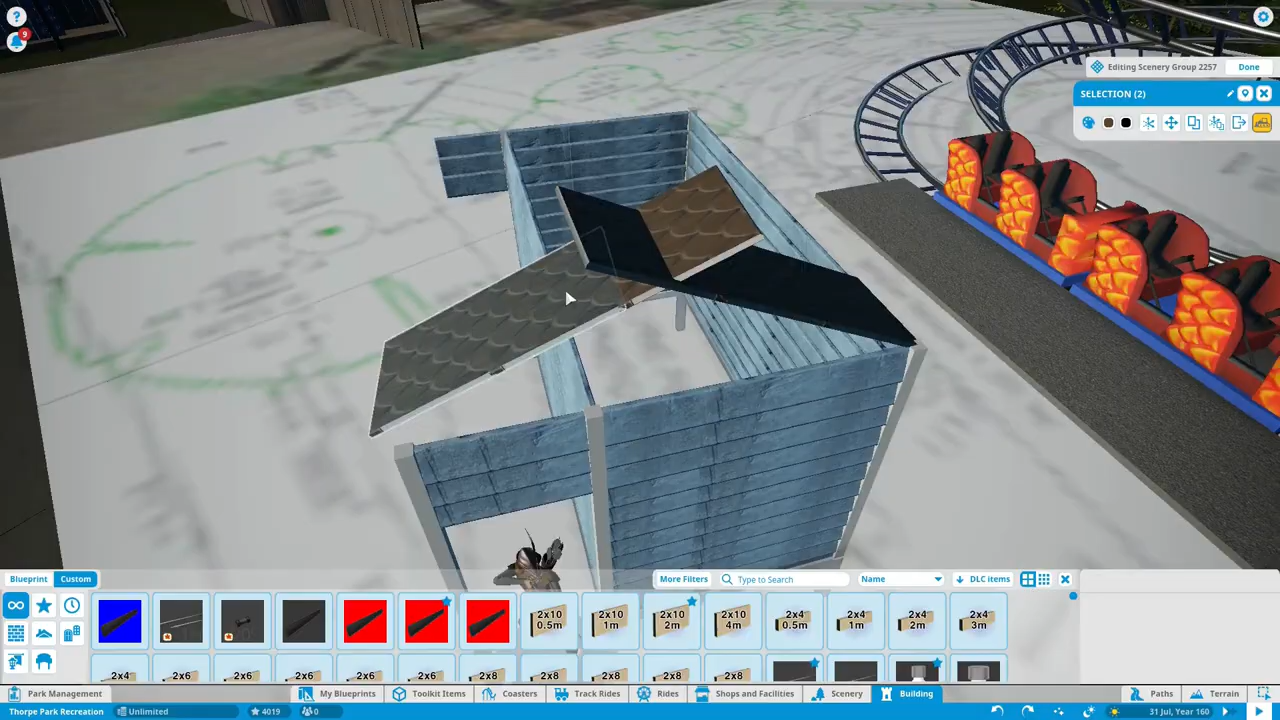 ?
9
Editing Scenery Group 2257
Done
SELECTION (2)
Blueprint
Custom
More Filters
Type to Search
Name
DLC items
2x10 0.5m
2x10 1m
2x10 2m
2x10 4m
2x4 0.5m
2x4 1m
2x4 2m
2x4 3m
2x4
2x6
2x6
2x6
2x6
2x6
2x8
2x8
2x8
2x8
2x8
Park Management
My Blueprints
Toolkit Items
Coasters
Track Rides
Rides
Shops and Facilities
Scenery
Building
Paths
Terrain
Thorpe Park Recreation
Unlimited
4019
0
31 Jul, Year 160